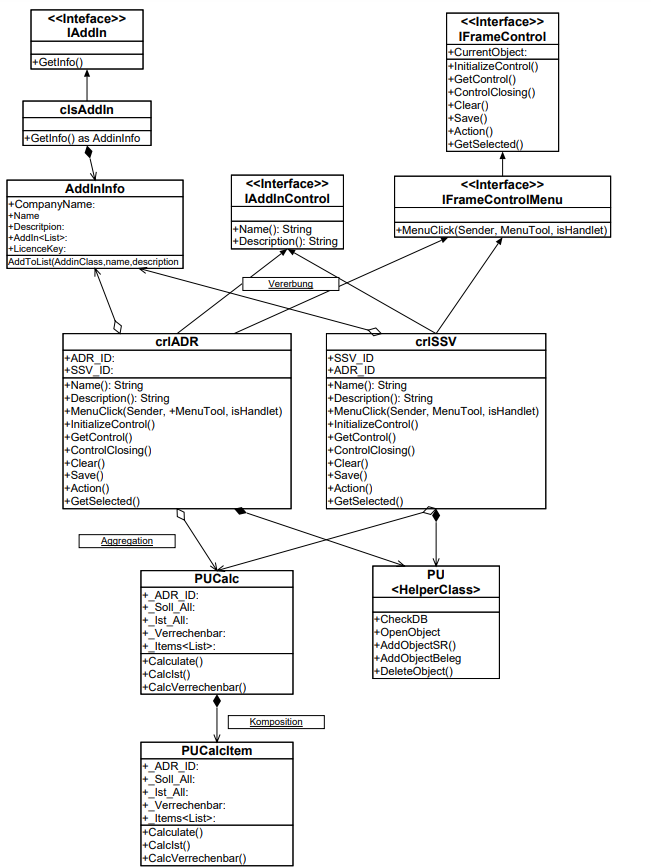 <<Inteface>>
IAddIn
+GetInfo()
<<Interface>>
IFrameControl
+CurrentObject:
+InitializeControl()
+GetControl()
+ControlClosing()
+Clear()
+Save()
+Action()
+GetSelected()
clsAddIn
+GetInfo() as AddinInfo
AddInInfo
+CompanyName:
+Name
+Descritpion:
+AddIn<List>:
+LicenceKey:
AddToList(AddinClass,name,description
<<Interface>>
IAddInControl
+Name(): String
+Description(): String
<<Interface>>
IFrameControlMenu
+MenuClick(Sender, MenuTool, isHandlet)
Vererbung
crlADR
+ADR_ID:
+SSV_ID:
+Name(): String
+Description(): String
+MenuClick(Sender, +MenuTool, isHandlet)
+InitializeControl()
+GetControl()
+ControlClosing()
+Clear()
+Save()
+Action()
+GetSelected()
crlSSV
+SSV_ID
+ADR_ID
+Name(): String
+Description(): String
+MenuClick(Sender, MenuTool, isHandlet)
+InitializeControl()
+GetControl()
+ControlClosing()
+Clear()
+Save()
+Action()
+GetSelected()
Aggregation
PUCalc
+_ADR_ID:
+_Soll_All:
+_Ist_All:
+_Verrechenbar:
+_Items<List>:
+Calculate()
+CalcIst()
+CalcVerrechenbar()
PU
<HelperClass>
+CheckDB
+OpenObject
+AddObjectSR()
+AddObjectBeleg
+DeleteObject()
Komposition
PUCalcItem
+_ADR_ID:
+_Soll_All:
+_Ist_All:
+_Verrechenbar:
+_Items<List>:
+Calculate()
+CalcIst()
+CalcVerrechenbar()